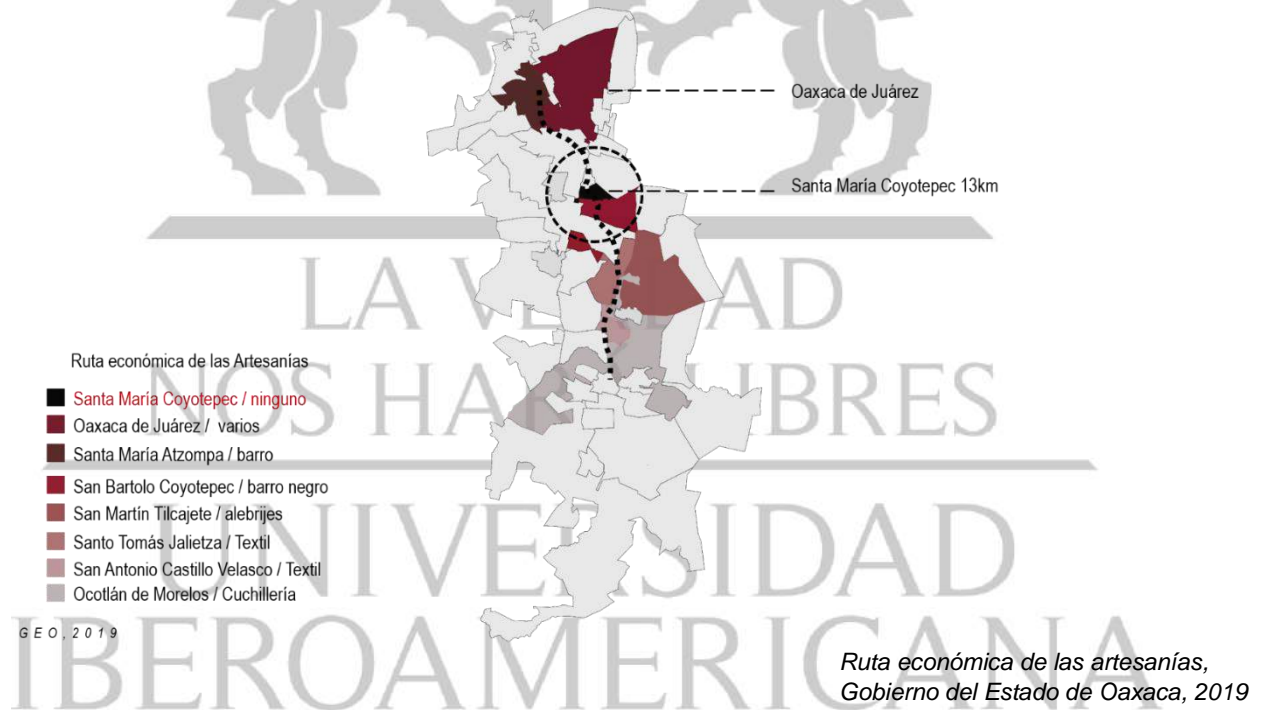 Oaxaca de Juárez
Santa María Coyotepec 13km
LA VERDAD
NOS HARÁ LIBRES
UNIVERSIDAD
IBEROAMERICANA
Ruta económica de las Artesanías
Santa María Coyotepec / ninguno
Oaxaca de Juárez / varios
Santa María Atzompa / barro
San Bartolo Coyotepec / barro negro
San Martín Tilcajete / alebrijes
Santo Tomás Jalietza / Textil
San Antonio Castillo Velasco / Textil
Ocotlán de Morelos / Cuchillería
GEO, 2019
Ruta económica de las artesanías,
Gobierno del Estado de Oaxaca, 2019